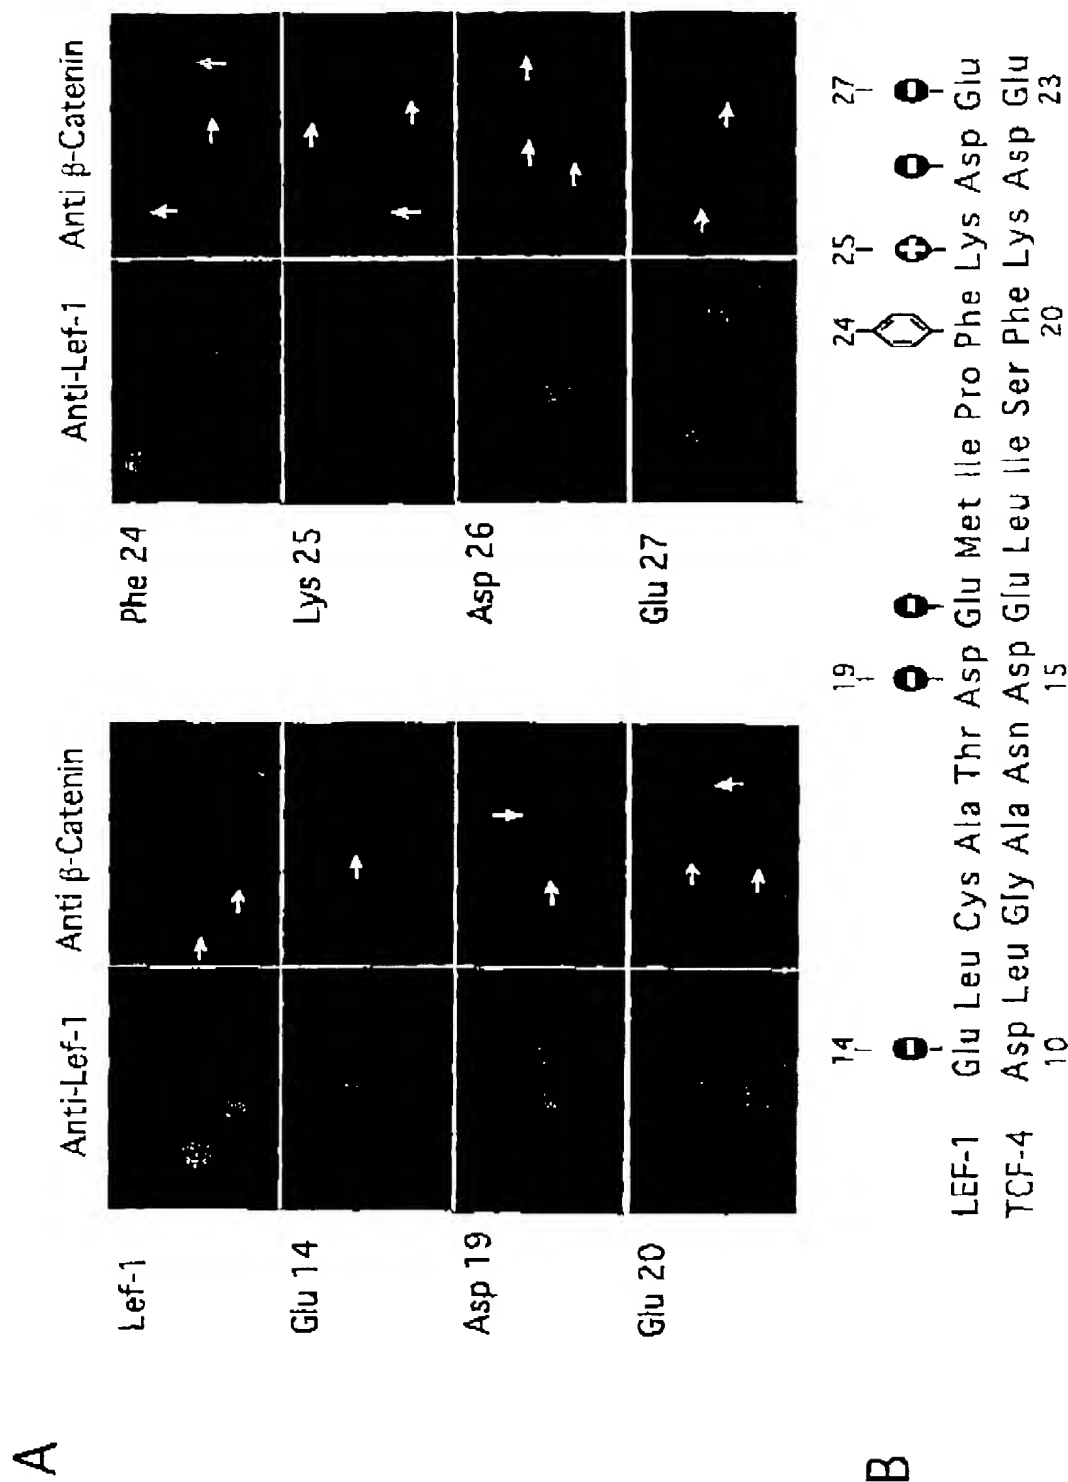 A
Anti-Lef-1 Anti β-Catenin
Lef-1
Glu 14
Asp 19
Glu 20
Anti-Lef-1 Anti β-Catenin
Phe 24
Lys 25
Asp 26
Glu 27
B
14 19 24 25 27
LEF-1 Glu Leu Cys Ala Thr Asp Glu Met Ile Pro Phe Lys Asp Glu
TCF-4 Asp Leu Gly Ala Asn Asp Glu Leu Ile Ser Phe Lys Asp Glu
10 15 20 23